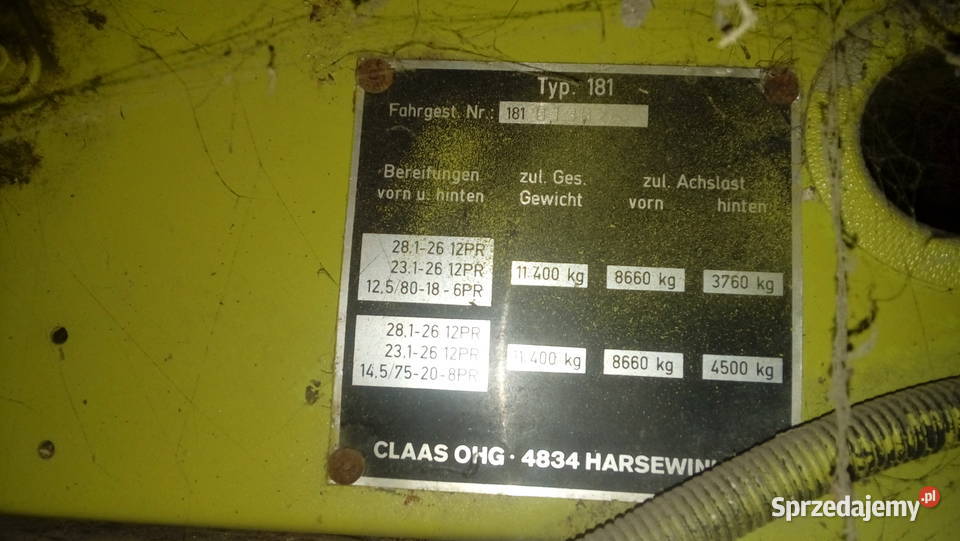 Typ. 181
Fahrgest. Nr.: 181
Bereifungen vorn u. hinten
zul. Ges. Gewicht
zul. Achslast
vorn hinten
28.1-26 12PR
23.1-26 12PR
12.5/80-18-6PR
11 400 kg 8660 kg 3760 kg
28.1-26 12PR
23.1-26 12PR
14.5/75-20-8PR
11 400 kg 8660 kg 4500 kg
CLAAS OHG · 4834
Sprzedajemy.pl